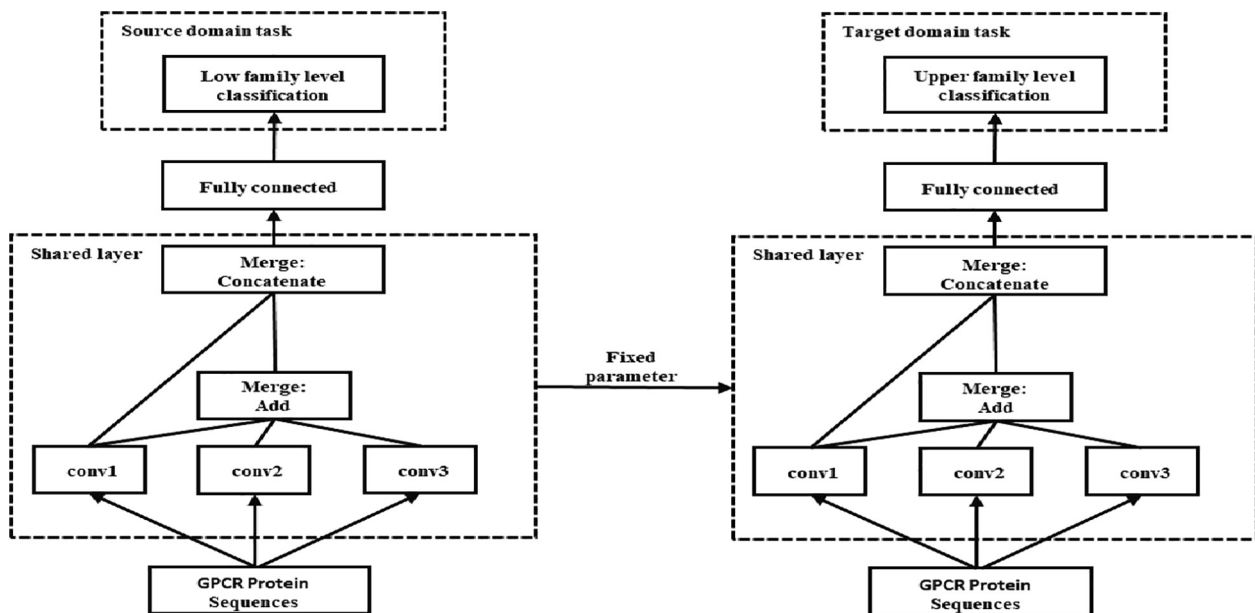 Source domain task
Low family level
classification
Fully connected
Shared layer
Merge:
Concatenate
Merge:
Add
conv1
conv2
conv3
GPCR Protein
Sequences
Fixed
parameter
Target domain task
Upper family level
classification
Fully connected
Shared layer
Merge:
Concatenate
Merge:
Add
conv1
conv2
conv3
GPCR Protein
Sequences